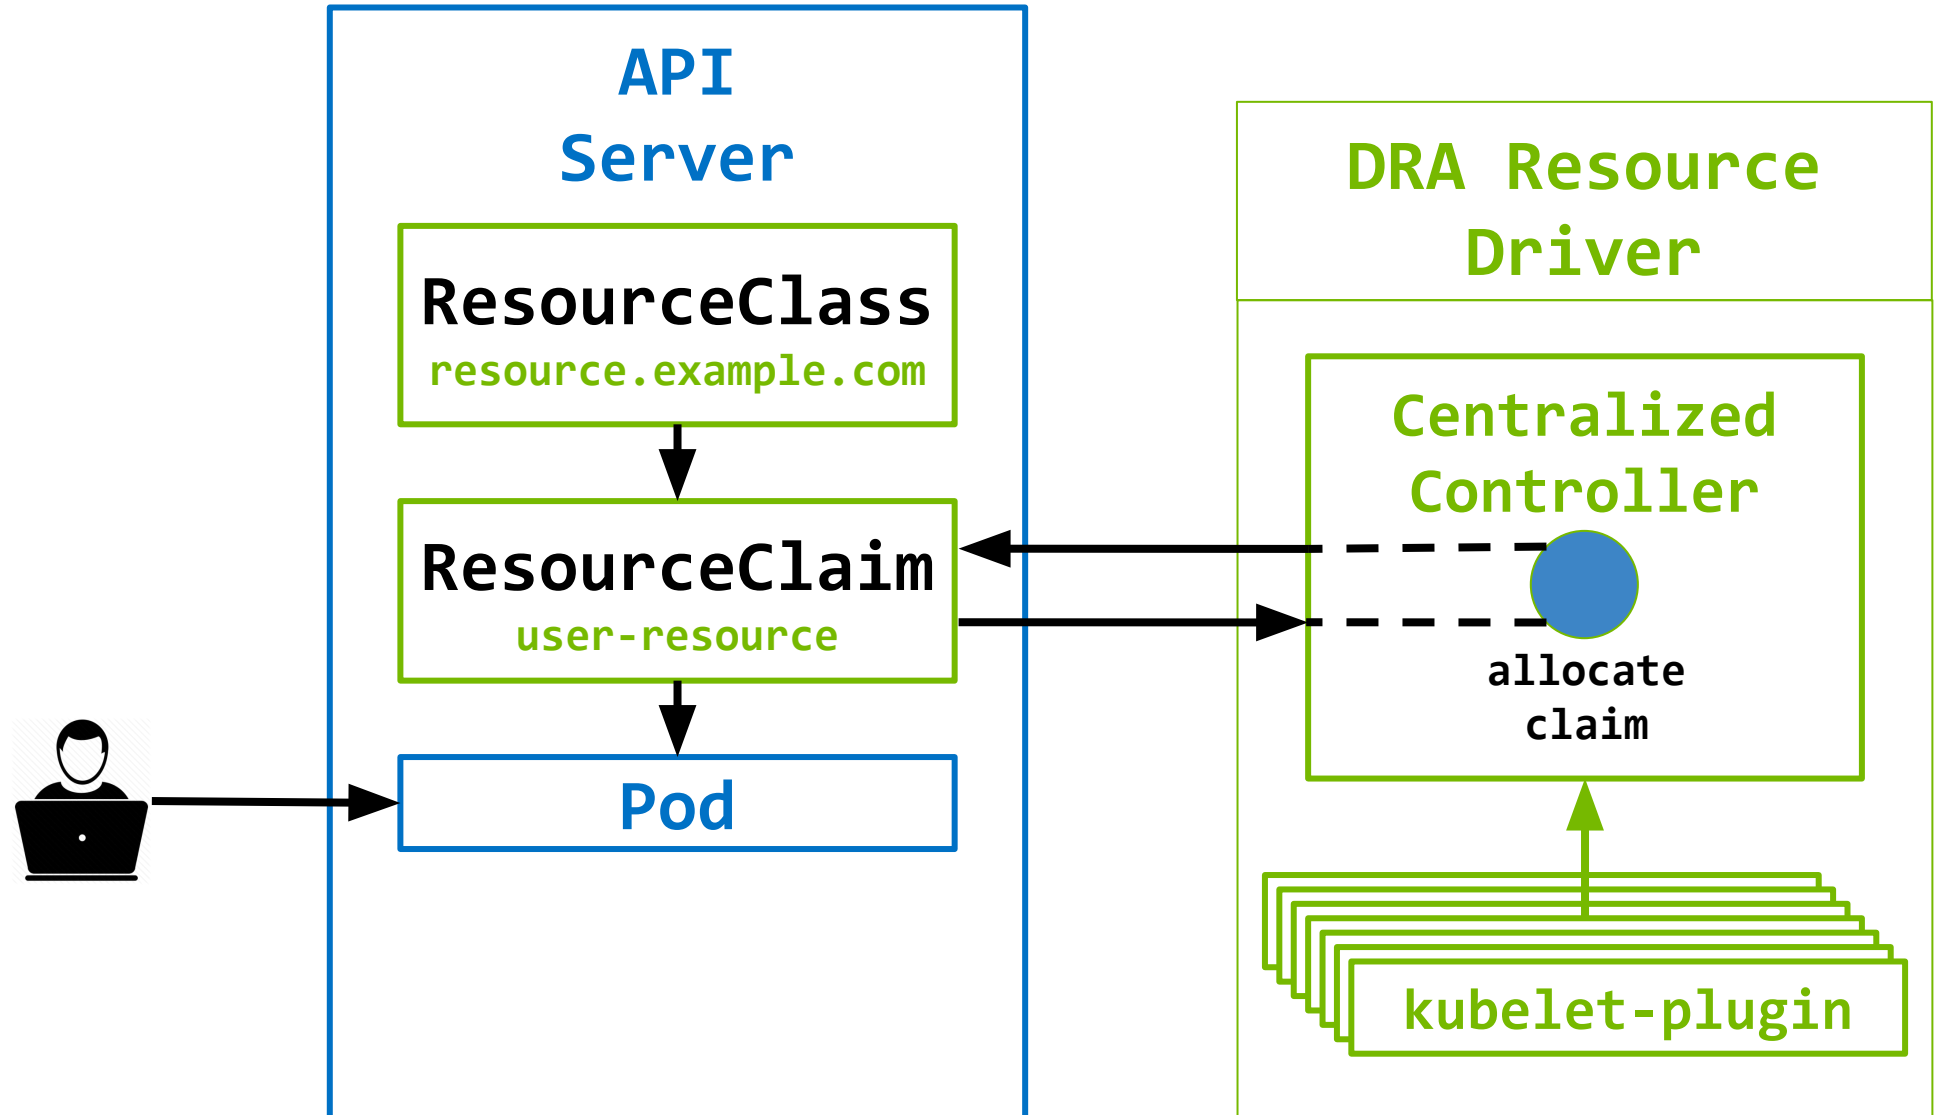 API
Server
ResourceClass
resource.example.com
ResourceClaim
user-resource
Pod
DRA Resource
Driver
Centralized
Controller
allocate
claim
kubelet-plugin